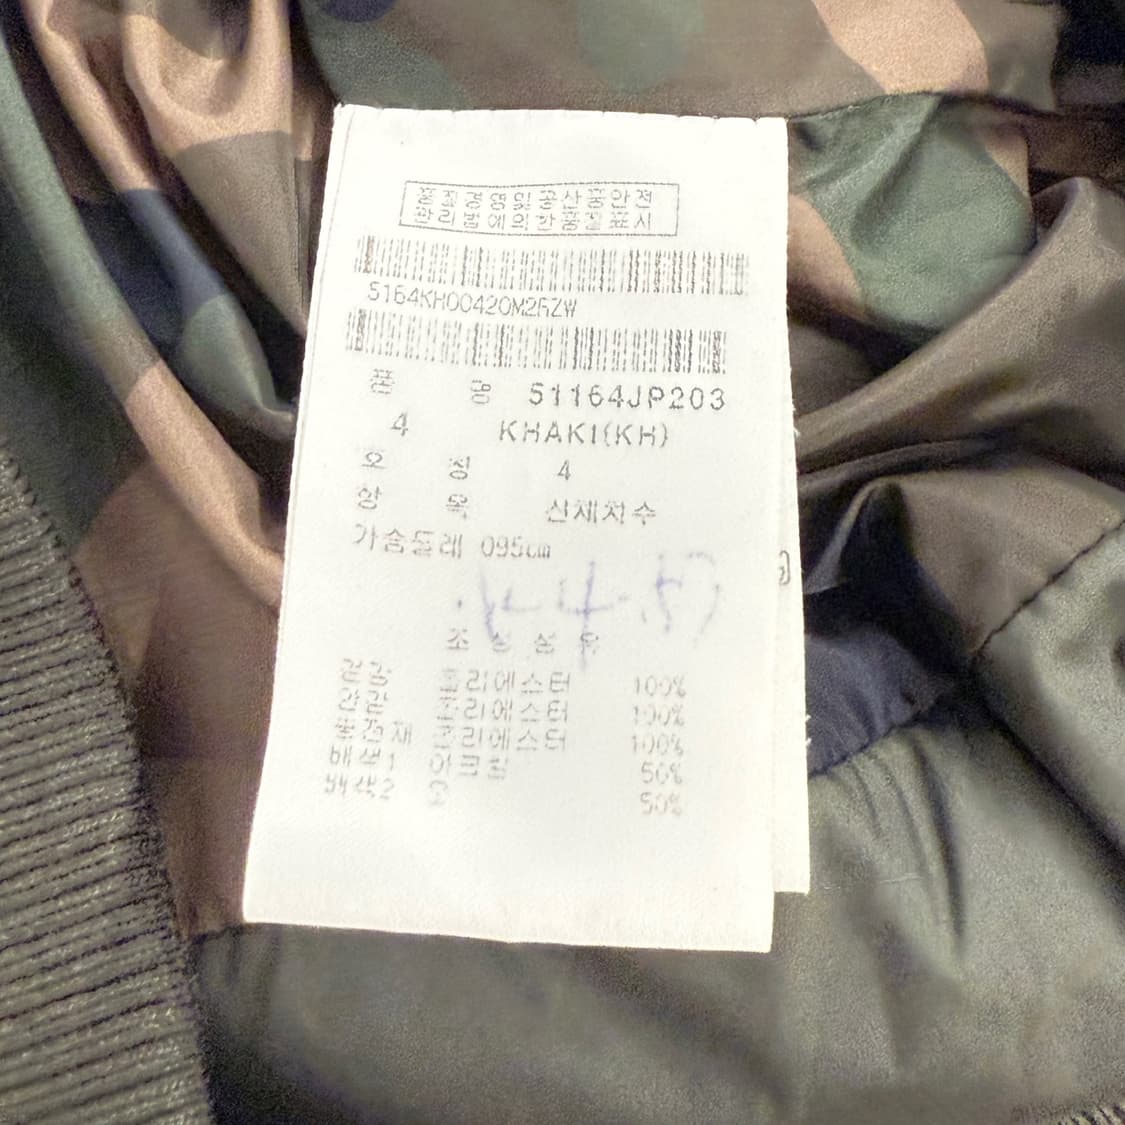 품질경영및공산품안전
관리법에의한품질표시
5164KH00420M2RZW
품 명 51164JP203
4 KHAKI(KH)
호 칭 4
항 목 신체치수
가슴둘레 095cm
조 성 섬 유
겉감 폴리에스터 100%
안감 폴리에스터 100%
충전재 폴리에스터 100%
배색1 아크릴 50%
배색2 50%